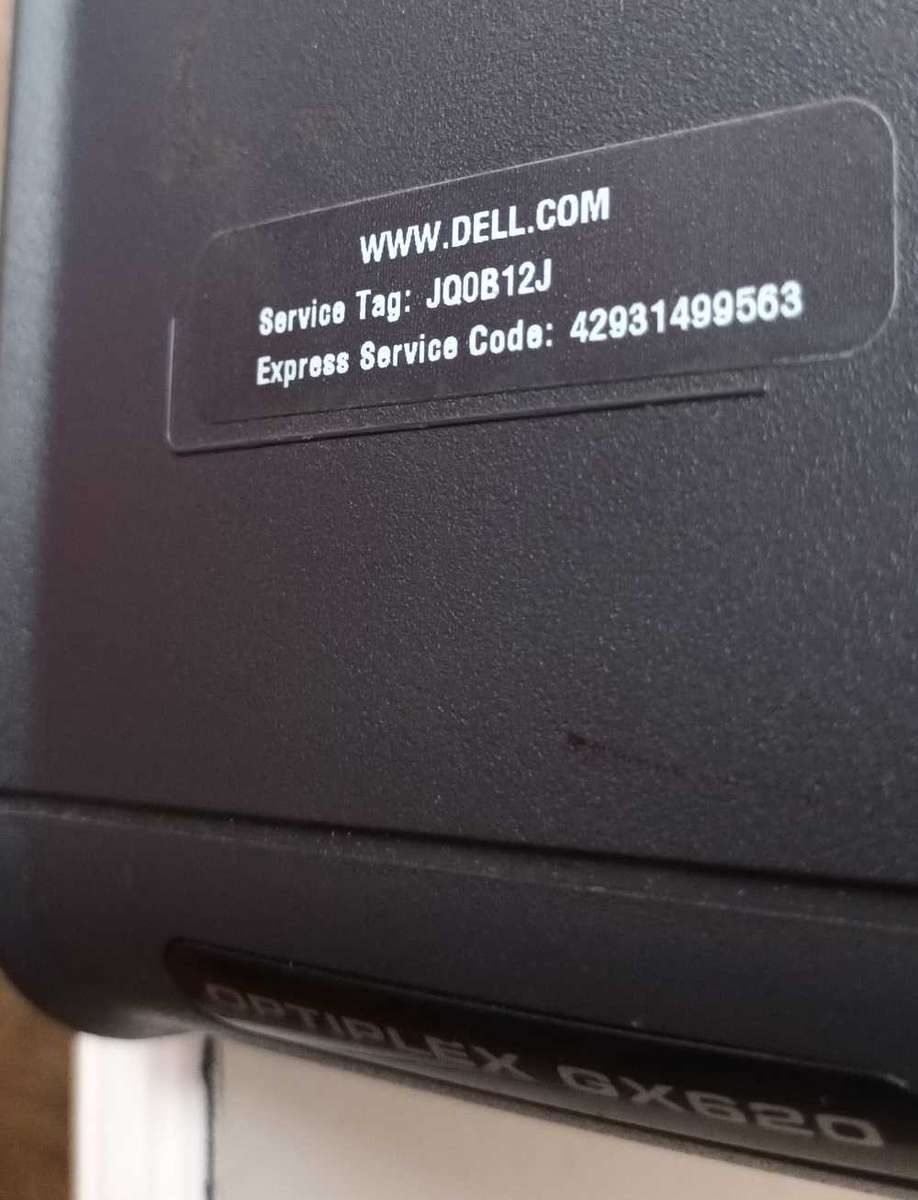 WWW.DELL.COM
Service Tag: JQ0B12J
Express Service Code: 42931499563
OPTIPLEX GX620